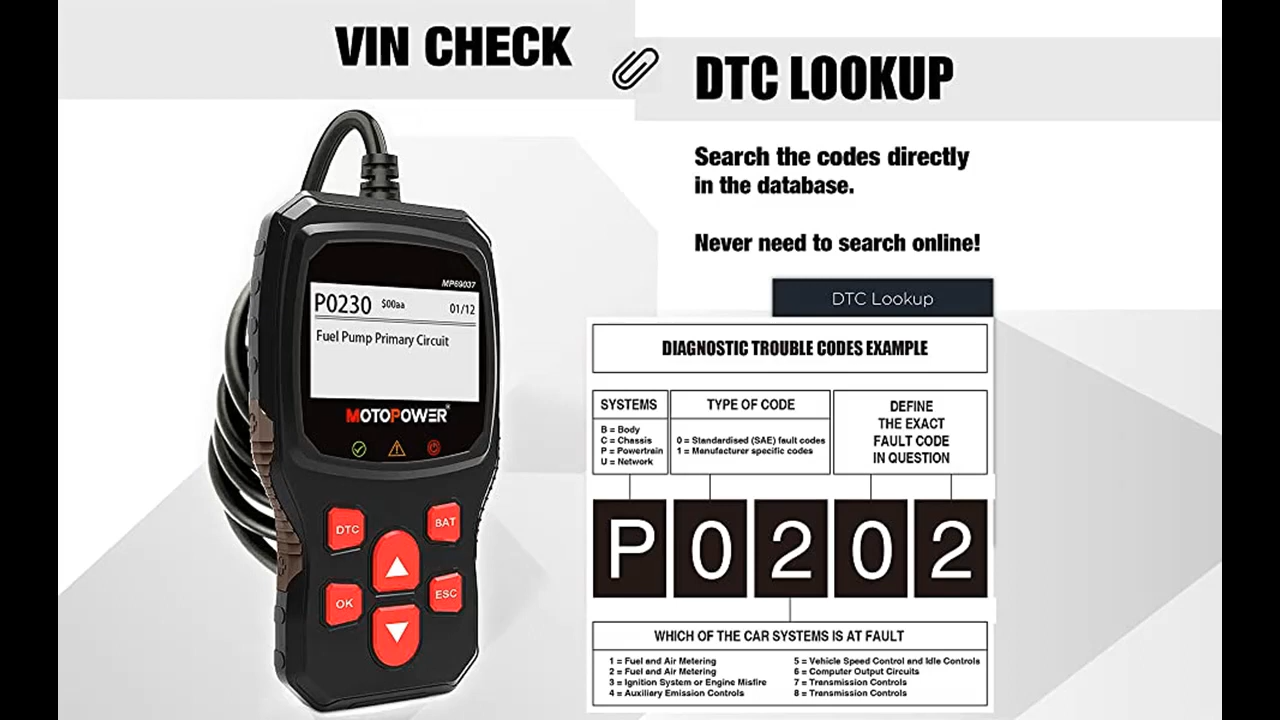 VIN CHECK
DTC LOOKUP
Search the codes directly
in the database.
Never need to search online!
MP69037
P0230 $00aa 01/12
Fuel Pump Primary Circuit
MOTOPOWER
DTC
BAT
OK
ESC
DTC Lookup
DIAGNOSTIC TROUBLE CODES EXAMPLE
SYSTEMS
B = Body
C = Chassis
P = Powertrain
U = Network
TYPE OF CODE
0 = Standardised (SAE) fault codes
1 = Manufacturer specific codes
DEFINE
THE EXACT
FAULT CODE
IN QUESTION
P0202
WHICH OF THE CAR SYSTEMS IS AT FAULT
1 = Fuel and Air Metering
2 = Fuel and Air Metering
3 = Ignition System or Engine Misfire
4 = Auxiliary Emission Controls
5 = Vehicle Speed Control and Idle Controls
6 = Computer Output Circuits
7 = Transmission Controls
8 = Transmission Controls